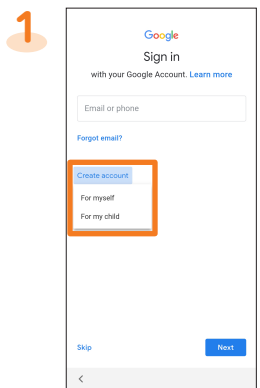 1
Google
Sign in
with your Google Account. Learn more
Email or phone
Forgot email?
Create account
For myself
For my child
Skip
Next